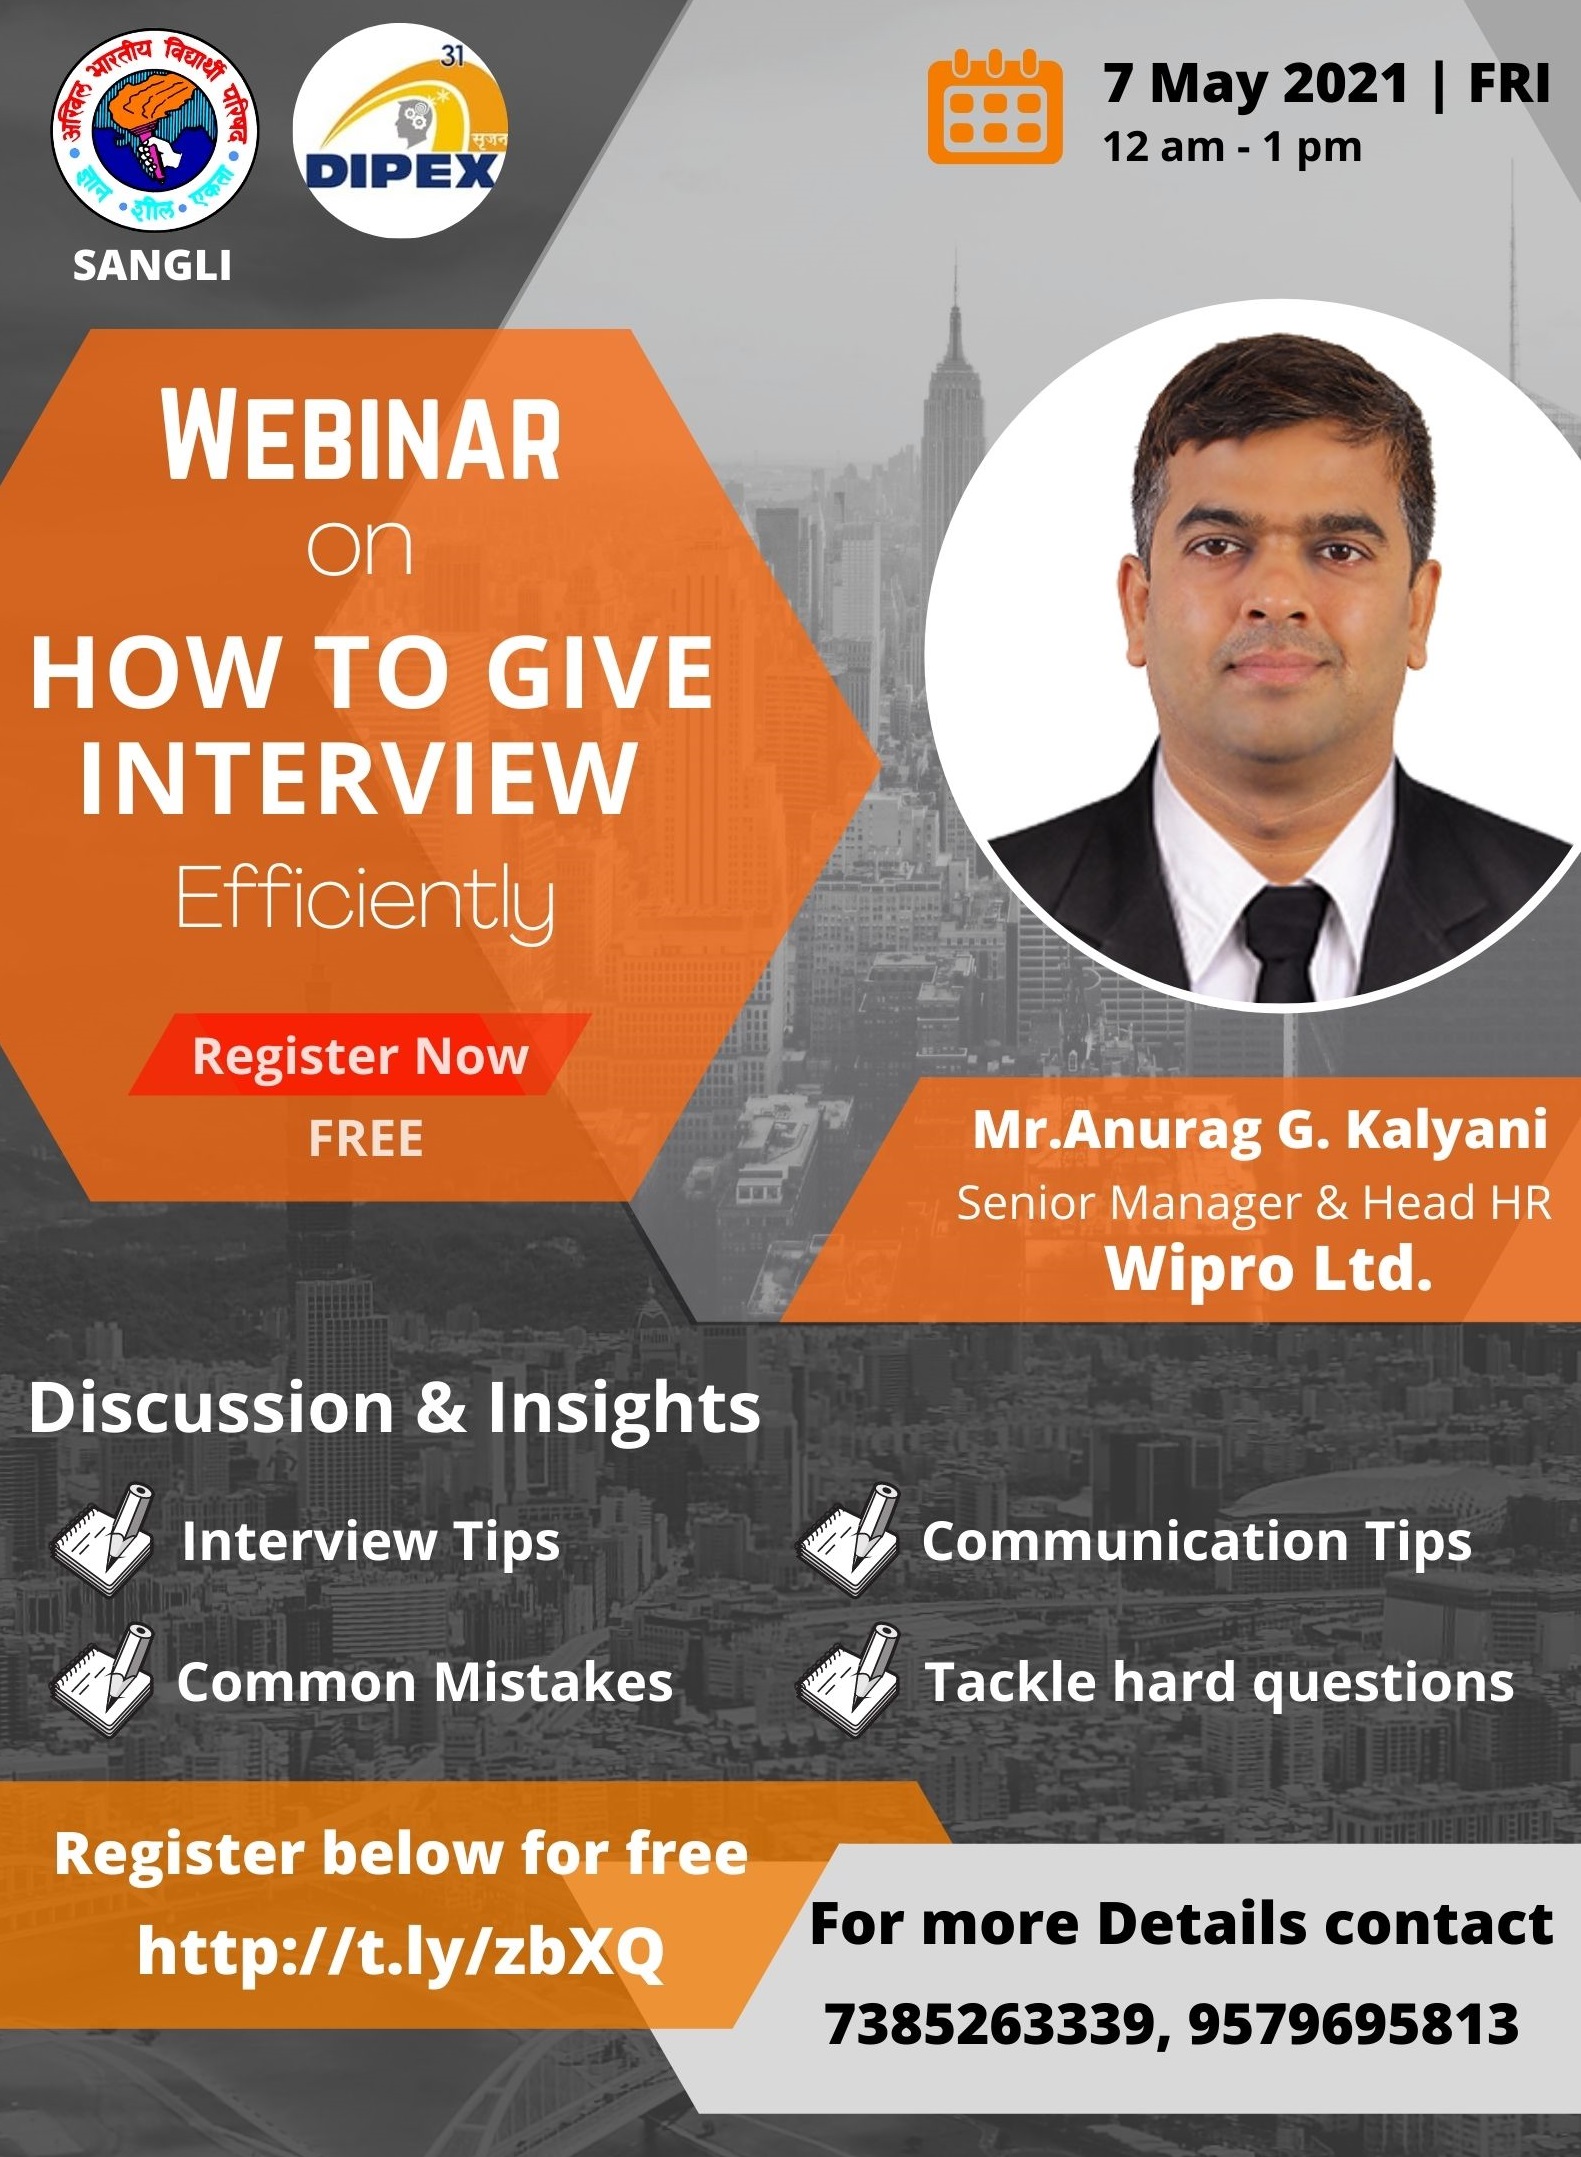 अखिल भारतीय विद्यार्थी परिषद
ज्ञान • शील • एकता
SANGLI
31
सृजन
DIPEX
7 May 2021 | FRI
12 am - 1 pm
WEBINAR
on
HOW TO GIVE
INTERVIEW
Efficiently
Register Now
FREE
Mr.Anurag G. Kalyani
Senior Manager & Head HR
Wipro Ltd.
Discussion & Insights
Interview Tips
Communication Tips
Common Mistakes
Tackle hard questions
Register below for free
http://t.ly/zbXQ
For more Details contact
7385263339, 9579695813